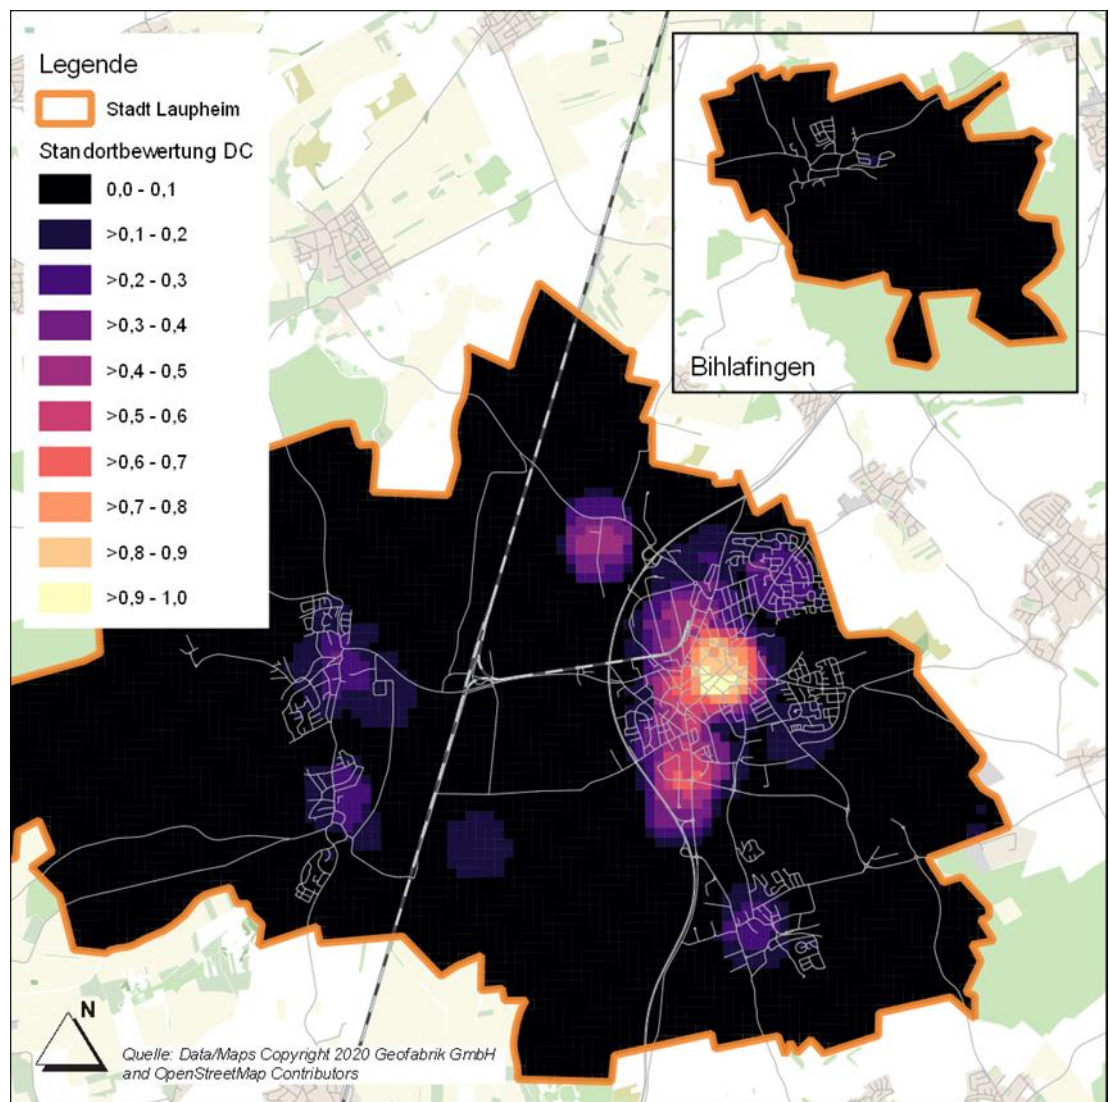 Legende
Stadt Laupheim
Standortbewertung DC
0,0 - 0,1
>0,1 - 0,2
>0,2 - 0,3
>0,3 - 0,4
>0,4 - 0,5
>0,5 - 0,6
>0,6 - 0,7
>0,7 - 0,8
>0,8 - 0,9
>0,9 - 1,0
Bihlafingen
N
Quelle: Data/Maps Copyright 2020 Geofabrik GmbH
and OpenStreetMap Contributors